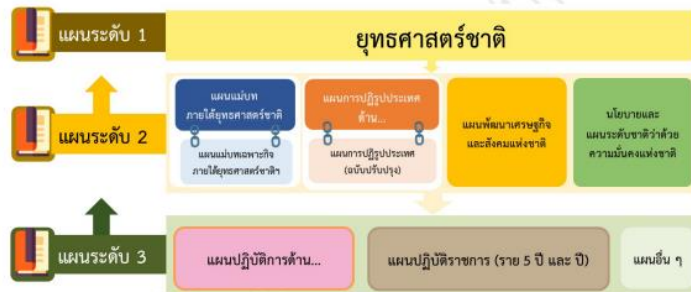 แผนระดับ 1
ยุทธศาสตร์ชาติ
แผนระดับ 2
แผนแม่บท
ภายใต้ยุทธศาสตร์ชาติ
แผนแม่บทเฉพาะกิจ
ภายใต้ยุทธศาสตร์ชาติฯ
แผนการปฏิรูปประเทศ
ด้าน...
แผนการปฏิรูปประเทศ
(ฉบับปรับปรุง)
แผนพัฒนาเศรษฐกิจ
และสังคมแห่งชาติ
นโยบายและ
แผนระดับชาติว่าด้วย
ความมั่นคงแห่งชาติ
แผนระดับ 3
แผนปฏิบัติการด้าน...
แผนปฏิบัติราชการ (ราย 5 ปี และ ปี)
แผนอื่น ๆ